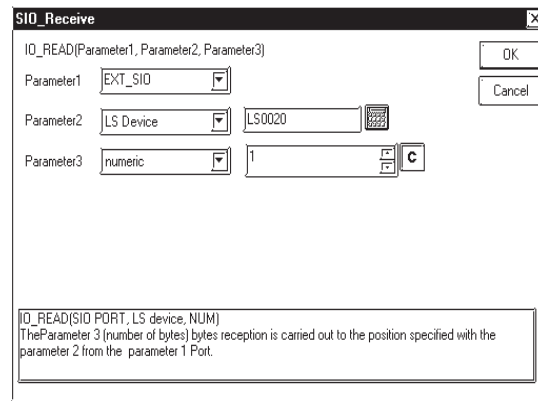 SIO_Receive
IO_READ(Parameter1, Parameter2, Parameter3)
OK
Parameter1 EXT_SIO
Cancel
Parameter2 LS Device LS0020
Parameter3 numeric 1 C
IO_READ(SIO PORT, LS device, NUM)
TheParameter 3 (number of bytes) bytes reception is carried out to the position specified with the
parameter 2 from the parameter 1 Port.